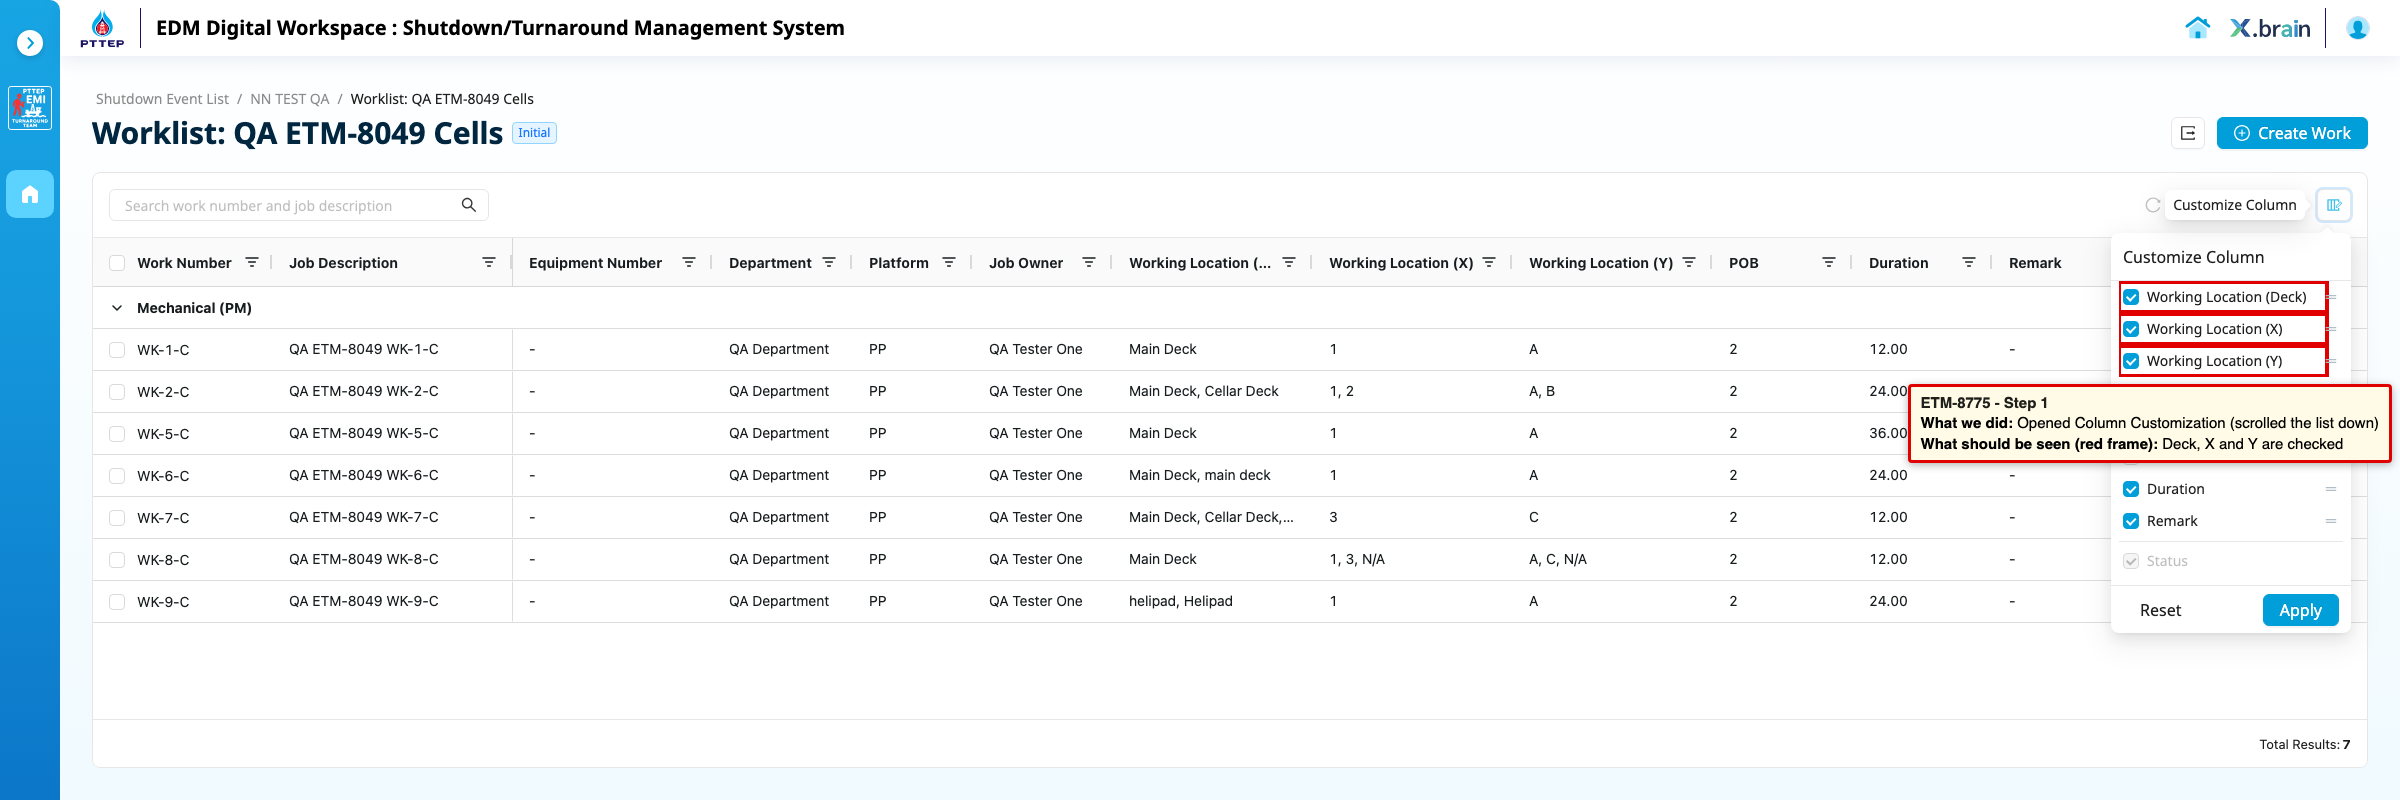 PTTEP
EDM Digital Workspace : Shutdown/Turnaround Management System
X.brain
PTTEP
EMI
TURNAROUND
TEAM
Shutdown Event List / NN TEST QA / Worklist: QA ETM-8049 Cells
Worklist: QA ETM-8049 Cells Initial
Create Work
Search work number and job description
Customize Column
Work Number Job Description Equipment Number Department Platform Job Owner Working Location (... Working Location (X) Working Location (Y) POB Duration Remark
Mechanical (PM)
WK-1-C QA ETM-8049 WK-1-C - QA Department PP QA Tester One Main Deck 1 A 2 12.00 -
WK-2-C QA ETM-8049 WK-2-C - QA Department PP QA Tester One Main Deck, Cellar Deck 1, 2 A, B 2 24.00
WK-5-C QA ETM-8049 WK-5-C - QA Department PP QA Tester One Main Deck 1 A 2 36.00
WK-6-C QA ETM-8049 WK-6-C - QA Department PP QA Tester One Main Deck, main deck 1 A 2 24.00 -
WK-7-C QA ETM-8049 WK-7-C - QA Department PP QA Tester One Main Deck, Cellar Deck,... 3 C 2 12.00 -
WK-8-C QA ETM-8049 WK-8-C - QA Department PP QA Tester One Main Deck 1, 3, N/A A, C, N/A 2 12.00 -
WK-9-C QA ETM-8049 WK-9-C - QA Department PP QA Tester One helipad, Helipad 1 A 2 24.00 -
Customize Column
Working Location (Deck)
Working Location (X)
Working Location (Y)
ETM-8775 - Step 1
What we did: Opened Column Customization (scrolled the list down)
What should be seen (red frame): Deck, X and Y are checked
Duration
Remark
Status
Reset Apply
Total Results: 7